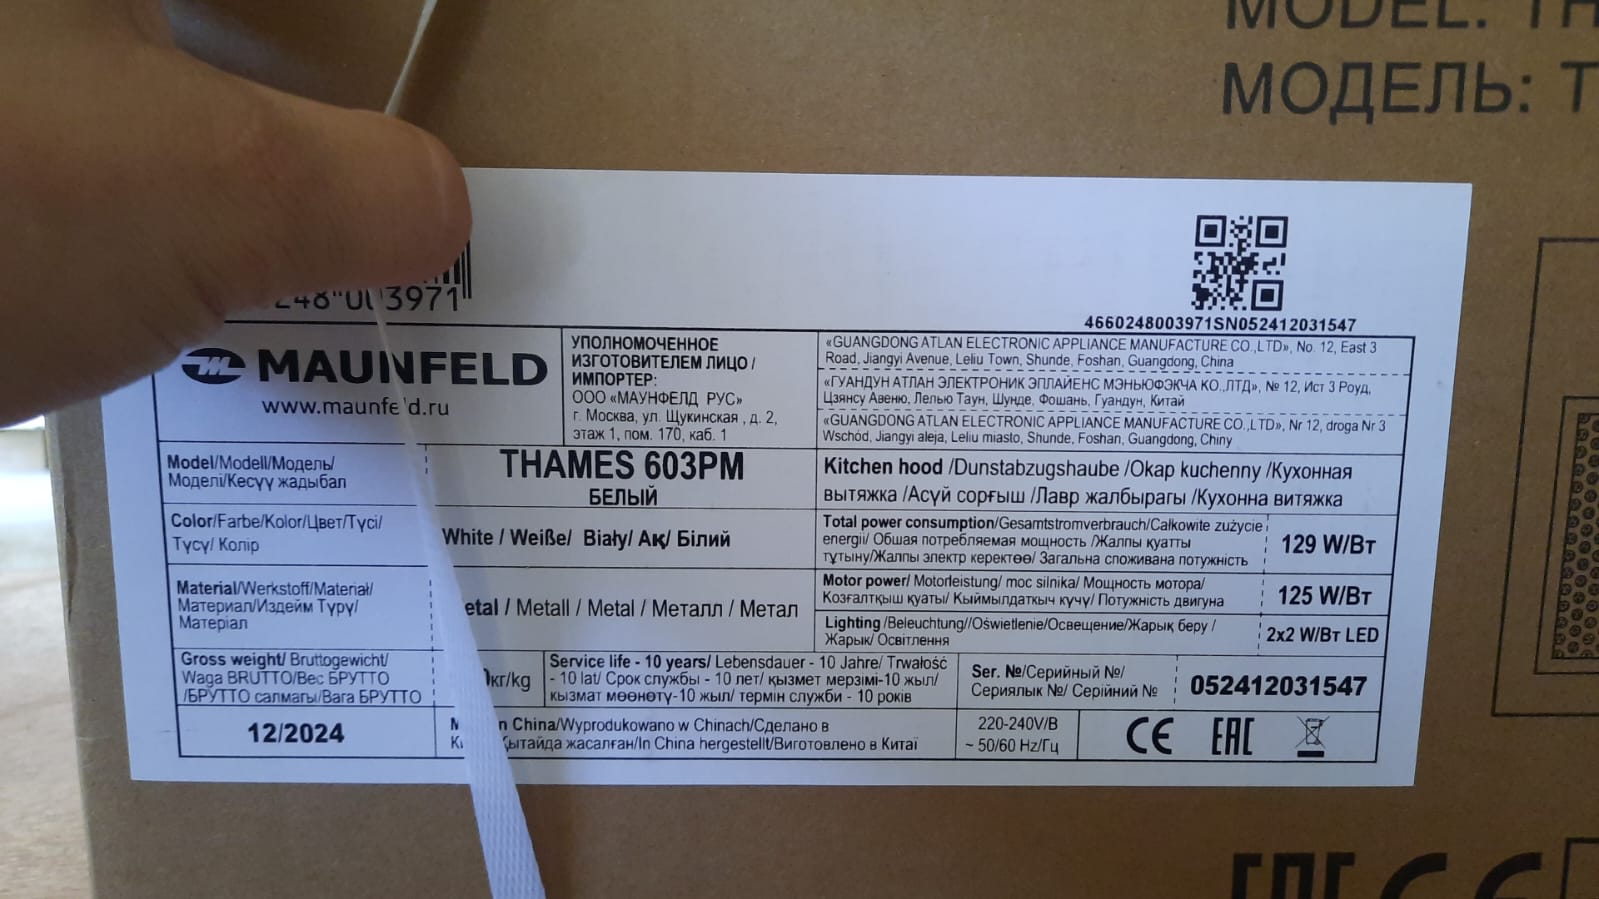 MODEL: TH
МОДЕЛЬ: T
248 003971
4660248003971SN052412031547
MAUNFELD
www.maunfeld.ru
УПОЛНОМОЧЕННОЕ
ИЗГОТОВИТЕЛЕМ ЛИЦО /
ИМПОРТЕР:
ООО «МАУНФЕЛД РУС»
г. Москва, ул. Щукинская , д. 2,
этаж 1, пом. 170, каб. 1
«GUANGDONG ATLAN ELECTRONIC APPLIANCE MANUFACTURE CO.,LTD», No. 12, East 3
Road, Jiangyi Avenue, Leliu Town, Shunde, Foshan, Guangdong, China
«ГУАНДУН АТЛАН ЭЛЕКТРОНИК ЭПЛАЙЕНС МЭНЬЮФЭКЧА КО.,ЛТД», № 12, Ист 3 Роуд,
Цзянсу Авеню, Лелью Таун, Шунде, Фошань, Гуандун, Китай
«GUANGDONG ATLAN ELECTRONIC APPLIANCE MANUFACTURE CO.,LTD», Nr 12, droga Nr 3
Wschód, Jiangyi aleja, Leliu miasto, Shunde, Foshan, Guangdong, Chiny
Model/Modell/Модель/
Моделі/Кесүү жадыбал
THAMES 603PM
БЕЛЫЙ
Kitchen hood /Dunstabzugshaube /Okap kuchenny /Кухонная
вытяжка /Асүй сорғыш /Лавр жалбырагы /Кухонна витяжка
Color/Farbe/Kolor/Цвет/Түсі/
Түсү/ Колір
White / Weiße/ Biały/ Ақ/ Білий
Total power consumption/Gesamtstromverbrauch/Całkowite zużycie
energii/ Обшая потребляемая мощность /Жалпы қуатты
тұтыну/Жалпы электр керектөө/ Загальна споживана потужність
129 W/Вт
Material/Werkstoff/Materiał/
Материал/Издейм Түрү/
Матеріал
etal / Metall / Metal / Металл / Метал
Motor power/ Motorleistung/ moc silnika/ Мощность мотора/
Козғалтқыш қуаты/ Кыймылдаткыч күчү/ Потужність двигуна
125 W/Вт
Lighting /Beleuchtung//Oświetlenie/Освещение/Жарық беру /
Жарык/ Освітлення
2x2 W/Вт LED
Gross weight/ Bruttogewicht/
Waga BRUTTO/Вес БРУТТО
/БРУТТО салмағы/Вага БРУТТО
кг/kg
Service life - 10 years/ Lebensdauer - 10 Jahre/ Trwałość
- 10 lat/ Срок службы - 10 лет/ қызмет мерзімі-10 жыл/
кызмат мөөнөтү-10 жыл/ термін служби - 10 років
Ser. №/Серийный №/
Сериялык №/ Серійний №
052412031547
12/2024
n China/Wyprodukowano w Chinach/Сделано в
Қытайда жасалған/In China hergestellt/Виготовлено в Китаї
220-240V/В
~ 50/60 Hz/Гц
CE EAC
EAC CE